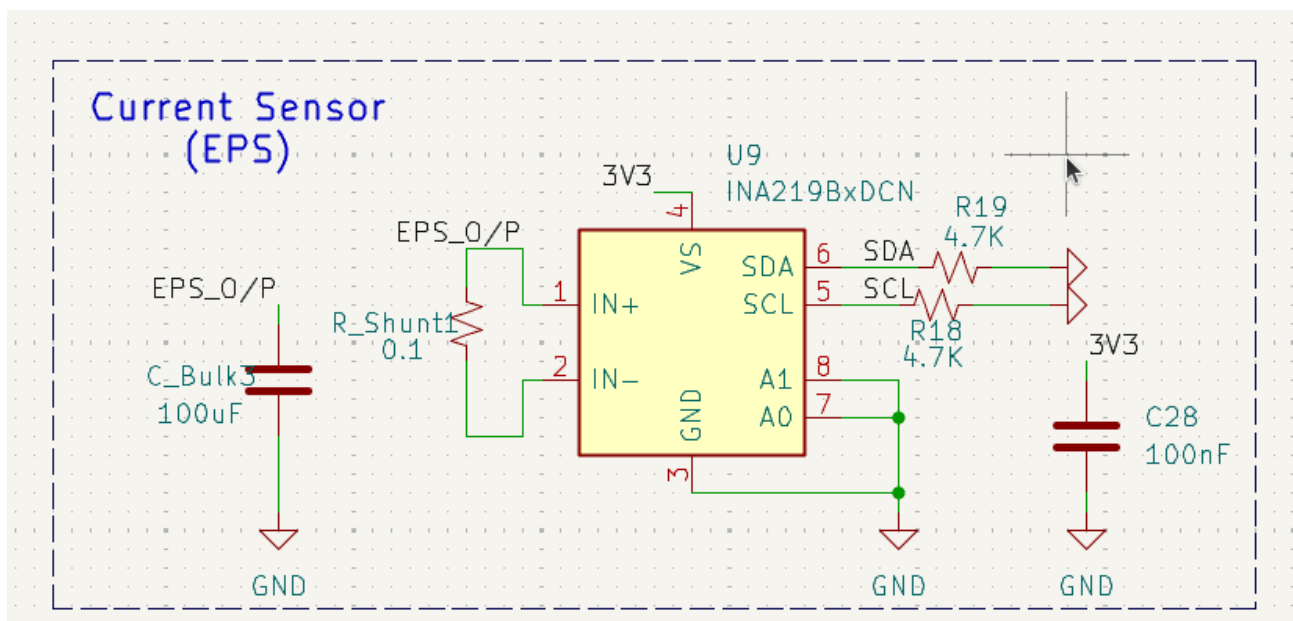 Current Sensor
(EPS)
U9
INA219BxDCN
3V3
4
R19
4.7K
EPS_O/P
VS
SDA
6
SDA
EPS_O/P
1
IN+
SCL
5
SCL
R_Shunt1
0.1
R18
4.7K
3V3
C_Bulk3
100uF
2
IN-
A1
8
A0
7
GND
3
C28
100nF
GND
GND
GND